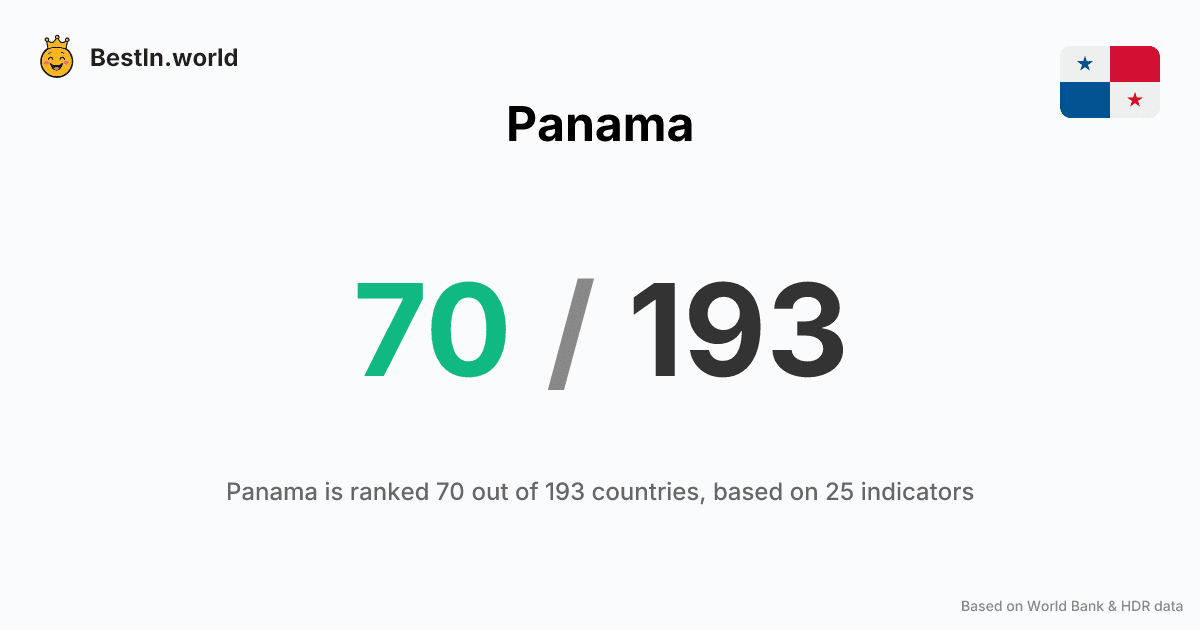 BestIn.world
Panama
70 / 193
Panama is ranked 70 out of 193 countries, based on 25 indicators
Based on World Bank & HDR data